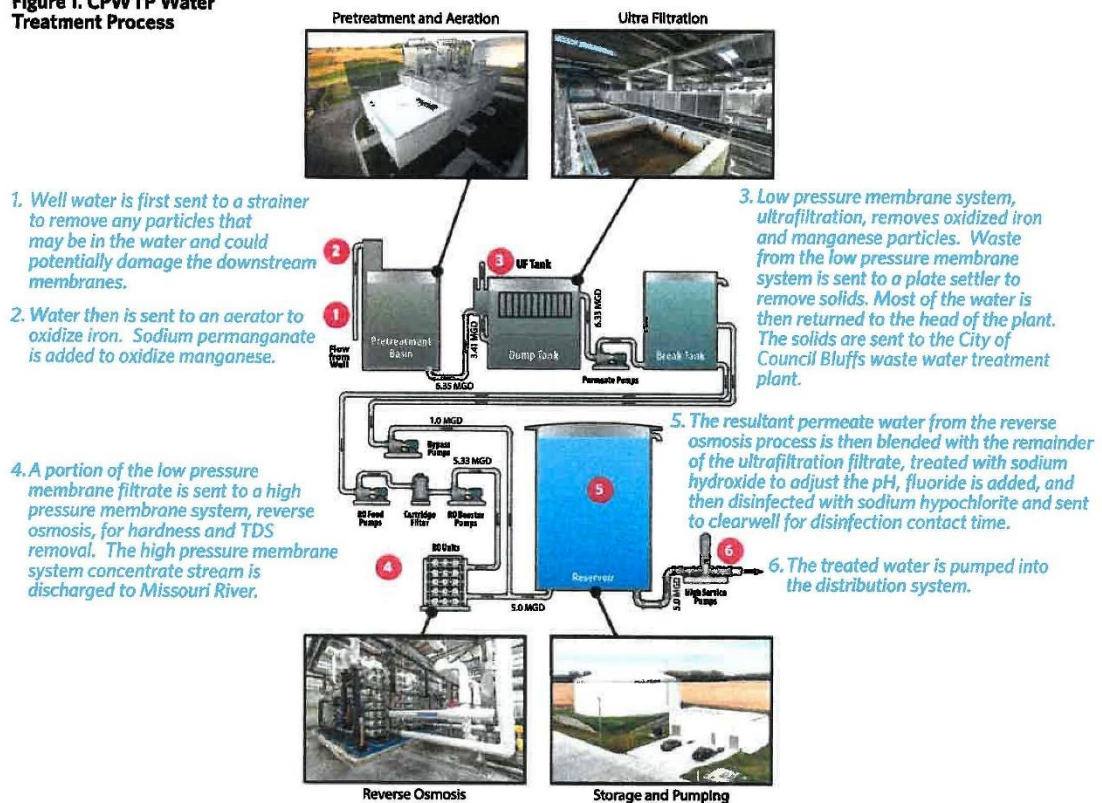 Figure 1. CPWTP Water
Treatment Process
Pretreatment and Aeration
Ultra Filtration
1. Well water is first sent to a strainer
to remove any particles that
may be in the water and could
potentially damage the downstream
membranes.
2. Water then is sent to an aerator to
oxidize iron. Sodium permanganate
is added to oxidize manganese.
3. Low pressure membrane system,
ultrafiltration, removes oxidized iron
and manganese particles. Waste
from the low pressure membrane
system is sent to a plate settler to
remove solids. Most of the water is
then returned to the head of the plant.
The solids are sent to the City of
Council Bluffs waste water treatment
plant.
2
1
Flow
from
Well
Pretreatment
Basin
6.35 MGD
3.41 MGD
3
UF Tank
Dump Tank
6.33 MGD
Permeate Pumps
Break Tank
1.0 MGD
Bypass
Pumps
5.33 MGD
RO Feed
Pumps
Cartridge
Filter
RO Booster
Pumps
4. A portion of the low pressure
membrane filtrate is sent to a high
pressure membrane system, reverse
osmosis, for hardness and TDS
removal. The high pressure membrane
system concentrate stream is
discharged to Missouri River.
4
RO Units
5.0 MGD
5
Reservoir
5.0 MGD
6
High Service
Pumps
5. The resultant permeate water from the reverse
osmosis process is then blended with the remainder
of the ultrafiltration filtrate, treated with sodium
hydroxide to adjust the pH, fluoride is added, and
then disinfected with sodium hypochlorite and sent
to clearwell for disinfection contact time.
6. The treated water is pumped into
the distribution system.
Reverse Osmosis
Storage and Pumping